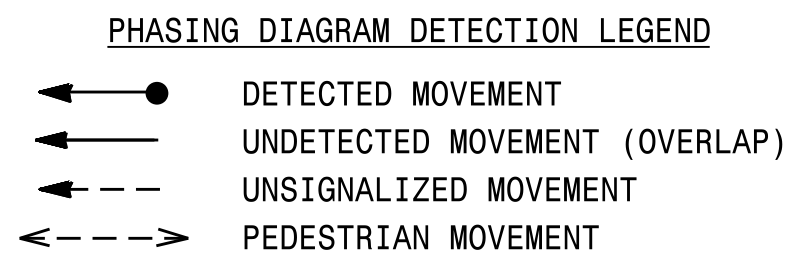 PHASING DIAGRAM DETECTION LEGEND
DETECTED MOVEMENT
UNDETECTED MOVEMENT (OVERLAP)
UNSIGNALIZED MOVEMENT
PEDESTRIAN MOVEMENT